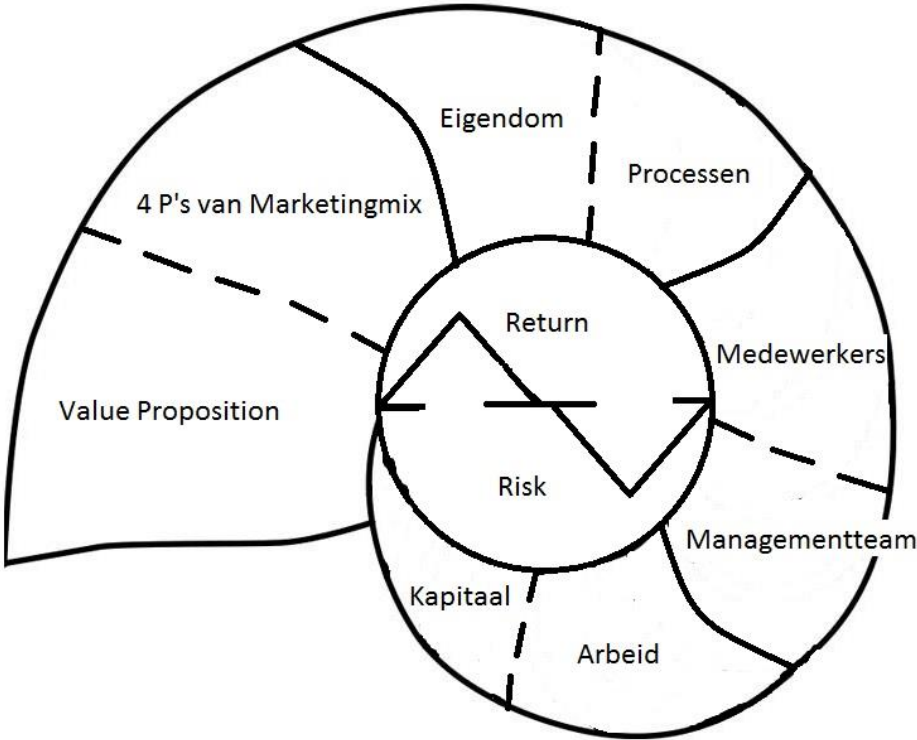 Eigendom
Processen
4 P's van Marketingmix
Return
Medewerkers
Value Proposition
Risk
Managementteam
Kapitaal
Arbeid